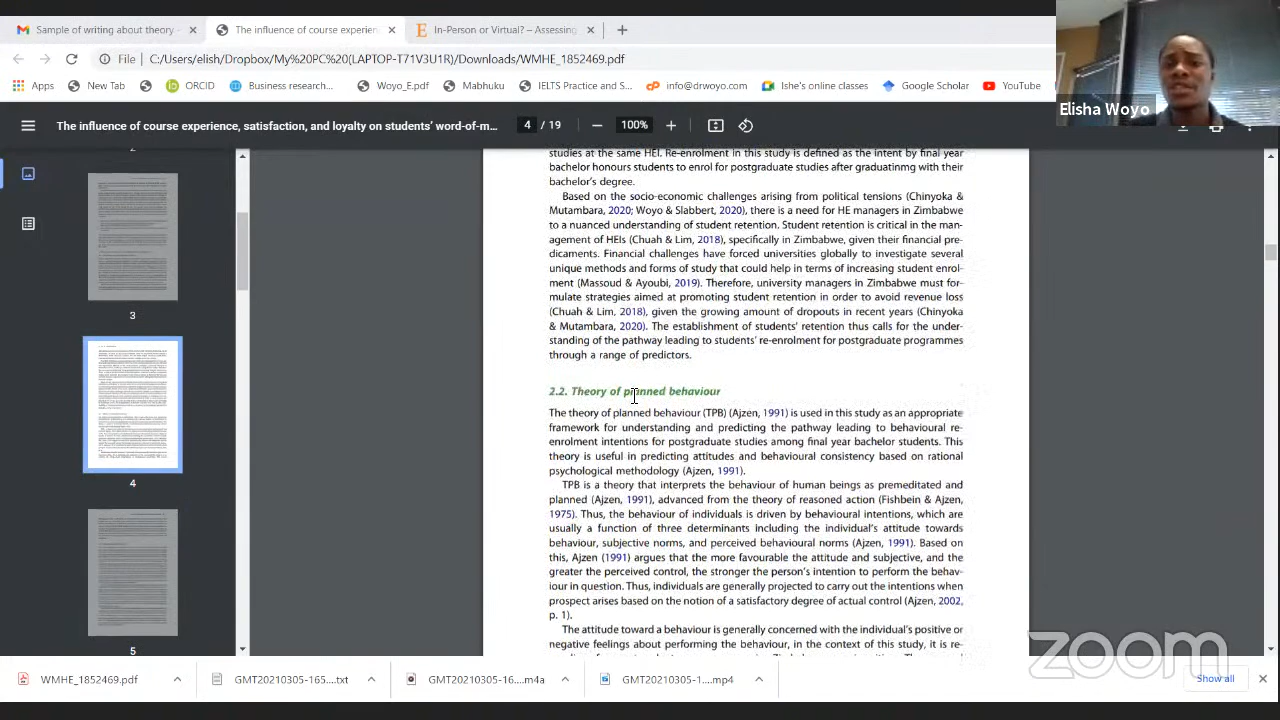 Sample of writing about theory -
The influence of course experien
In-Person or Virtual? – Assessing
File C:/Users/elish/Dropbox/My%20PC%20(LAPTOP-T71V3U1R)/Downloads/WMHE_1852469.pdf
Apps New Tab ORCID Business research... Woyo_E.pdf Mabhuku IELTS Practice and S... info@drwoyo.com Ishe's online classes Google Scholar YouTube
Elisha Woyo
The influence of course experience, satisfaction, and loyalty on students' word-of-m... 4 / 19 100%
studies at the same HEI. Re-enrolment in this study is defined as the intent by final year
bachelor honours students to enrol for postgraduate studies after graduatinmg with their
bachelor's degree.
Based on the socio-economic challenges arising from political tensions (Chinyoka &
Mutambara, 2020; Woyo & Slabbert, 2020), there is a need for HE managers in Zimbabwe
to a nuanced understanding of student retention. Student retention is critical in the man-
agement of HEIs (Chuah & Lim, 2018), specifically in Zimbabwe, given their financial pre-
dicaments. Financial challenges have forced universities globally to investigate several
unique methods and forms of study that could help in terms of increasing student enrol-
ment (Massoud & Ayoubi, 2019). Therefore, university managers in Zimbabwe must for-
mulate strategies aimed at promoting student retention in order to avoid revenue loss
(Chuah & Lim, 2018), given the growing amount of dropouts in recent years (Chinyoka
& Mutambara, 2020). The establishment of students' retention thus calls for the under-
standing of the pathway leading to students' re-enrolment for postgraduate programmes
through a range of predictors.
2.2. Theory of planned behaviour
The theory of planned behaviour (TPB) (Ajzen, 1991) is used in this study as an appropriate
framework for understanding and predicting the pathway leading to behavioural re-
enrolment intentions for postgraduate studies among final year bachelor students. This
theory is useful in predicting attitudes and behavioural consistency based on rational
psychological methodology (Ajzen, 1991).
TPB is a theory that interprets the behaviour of human beings as premeditated and
planned (Ajzen, 1991), advanced from the theory of reasoned action (Fishbein & Ajzen,
1975). Thus, the behaviour of individuals is driven by behavioural intentions, which are
usually a function of three determinants including the individual's attitude towards
behaviour, subjective norms, and perceived behavioural norms (Ajzen, 1991). Based on
this, Ajzen (1991) argues that the more favourable the attitude and subjective, and the
greater the perceived control, the stronger the person's intention to perform the behav-
iour in question. Thus, individuals are generally projected to carry out the intentions when
prospect arises based on the notion of a satisfactory degree of actual control (Ajzen, 2002,
p. 1).
The attitude toward a behaviour is generally concerned with the individual's positive or
negative feelings about performing the behaviour, in the context of this study, it is re-
3
4
5
zoom
WMHE_1852469.pdf GMT20210305-165....txt GMT20210305-16....m4a GMT20210305-1....mp4 Show all